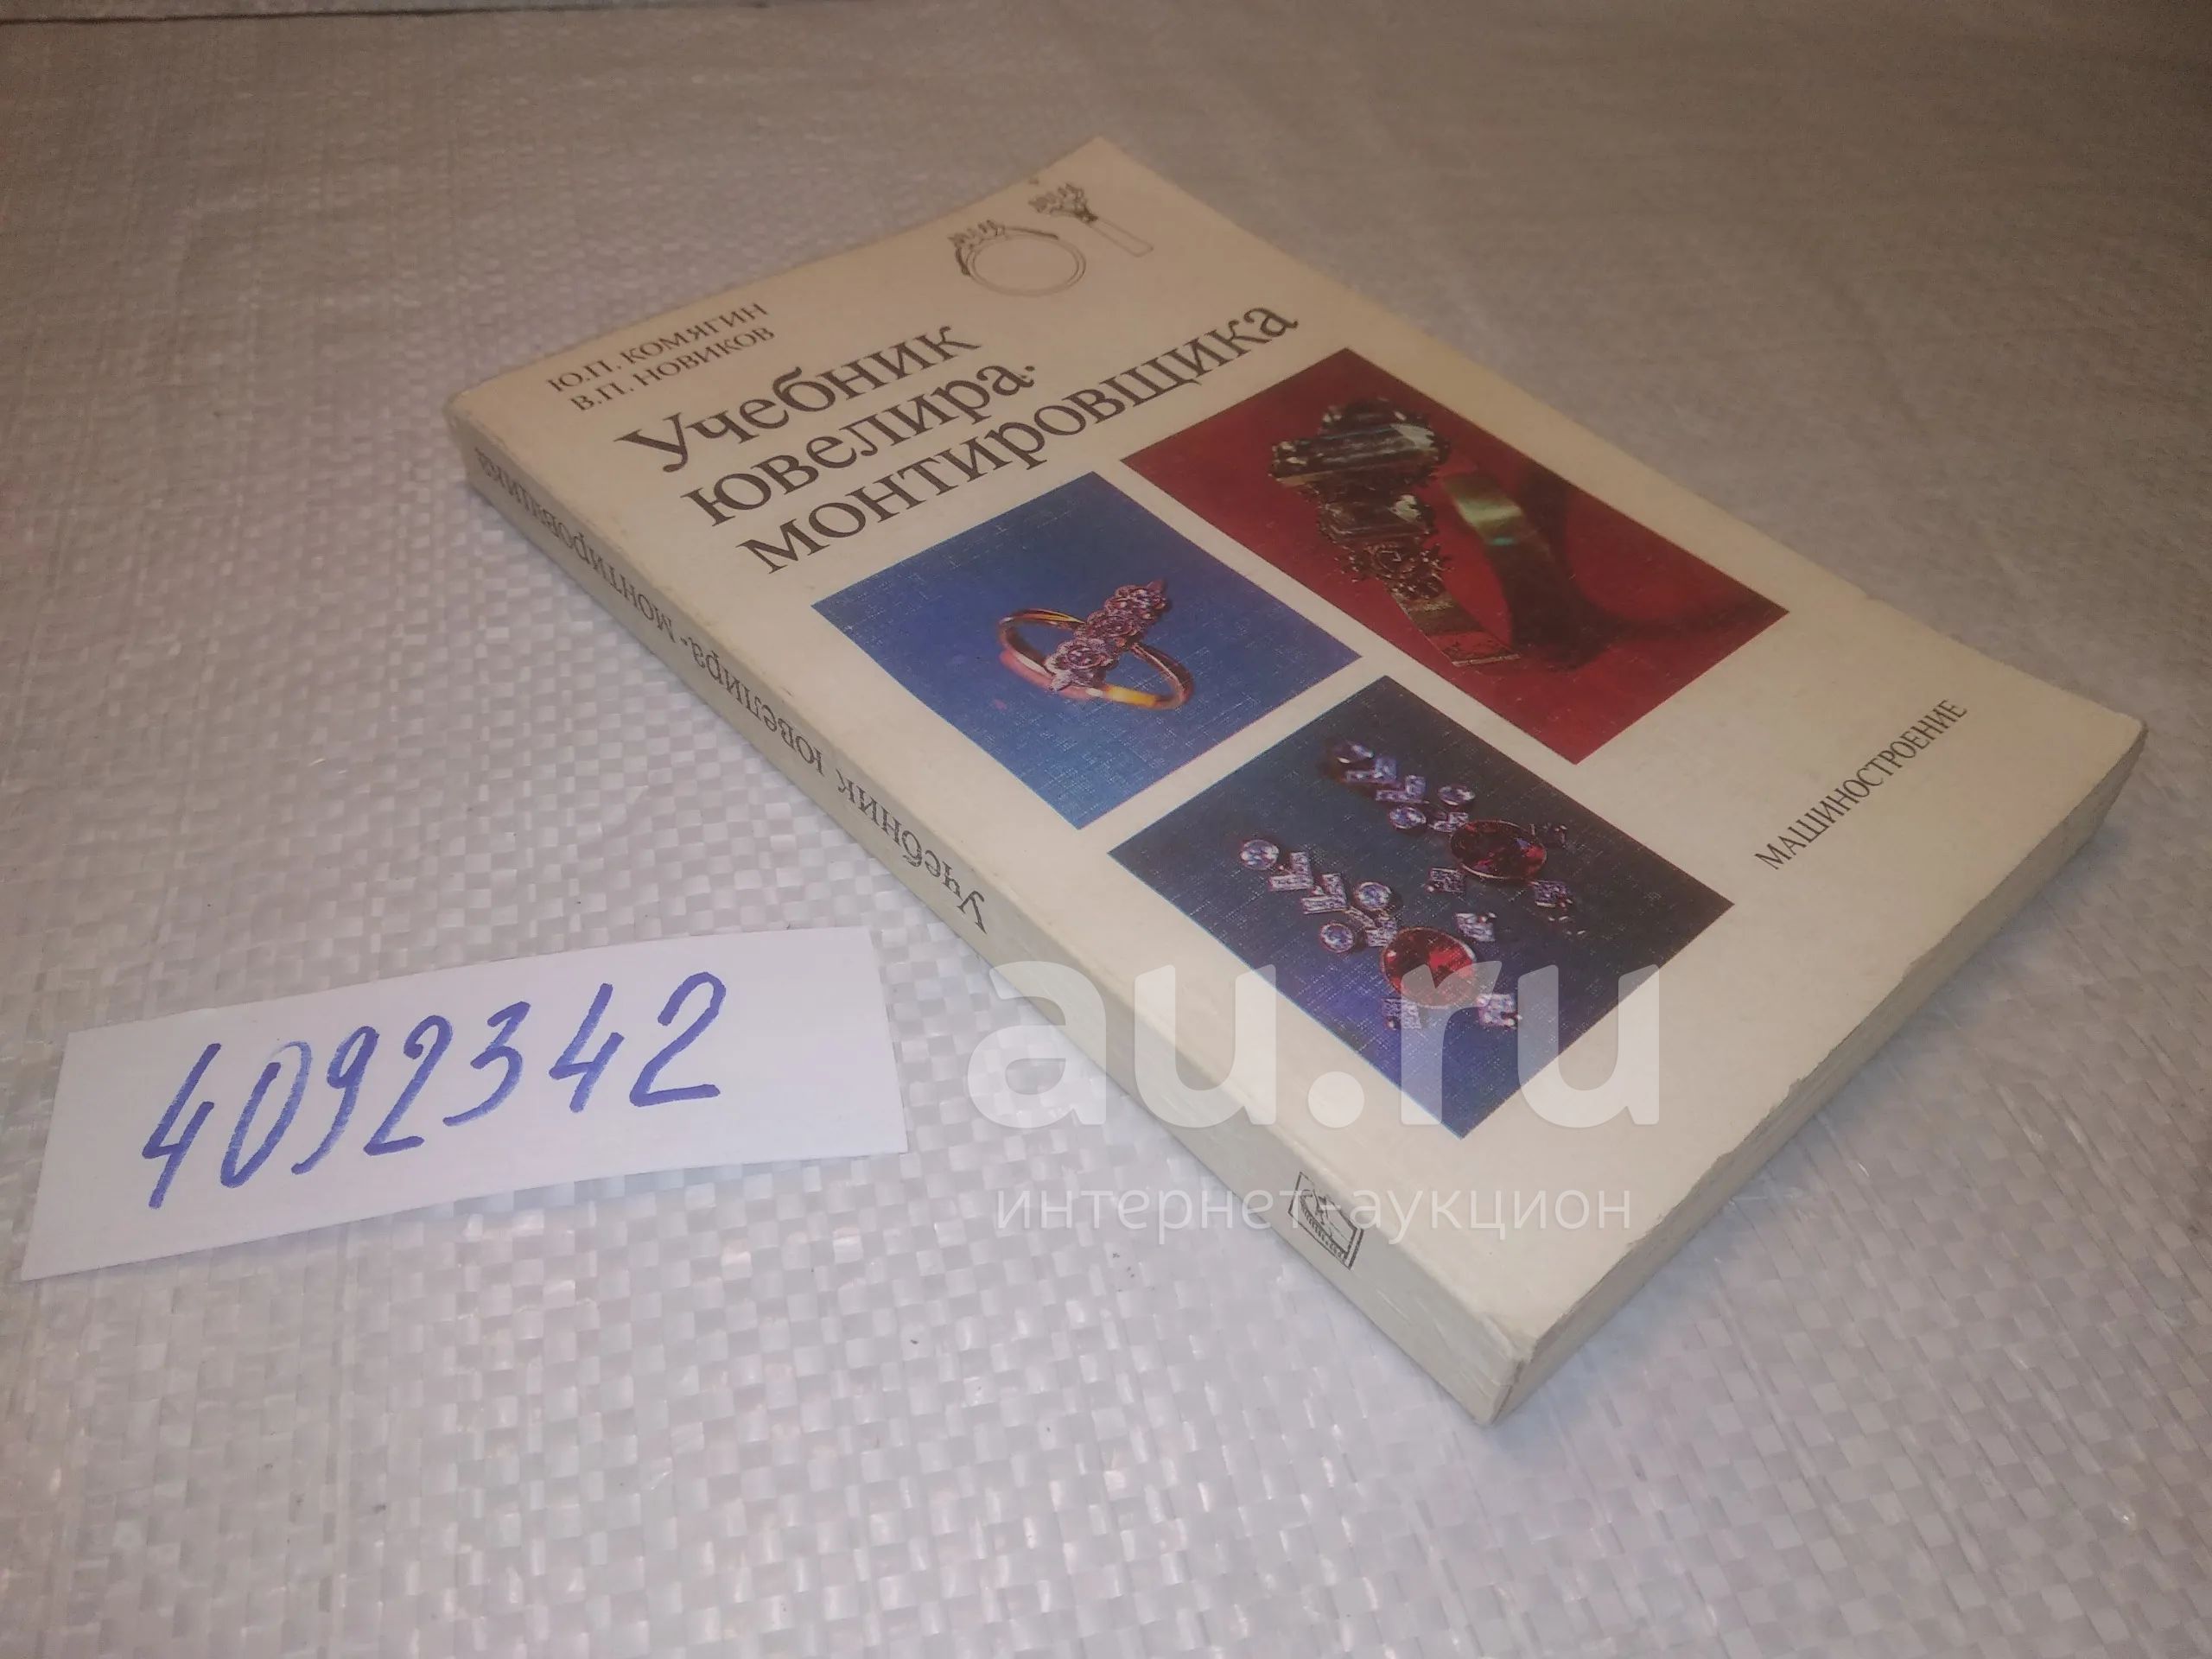 Ю.П. КОМЯГИН
В.П. НОВИКОВ
Учебник
ювелира-
монтировщика
МАШИНОСТРОЕНИЕ
Учебник ювелира-монтировщика
4092342
au.ru
интернет-аукцион